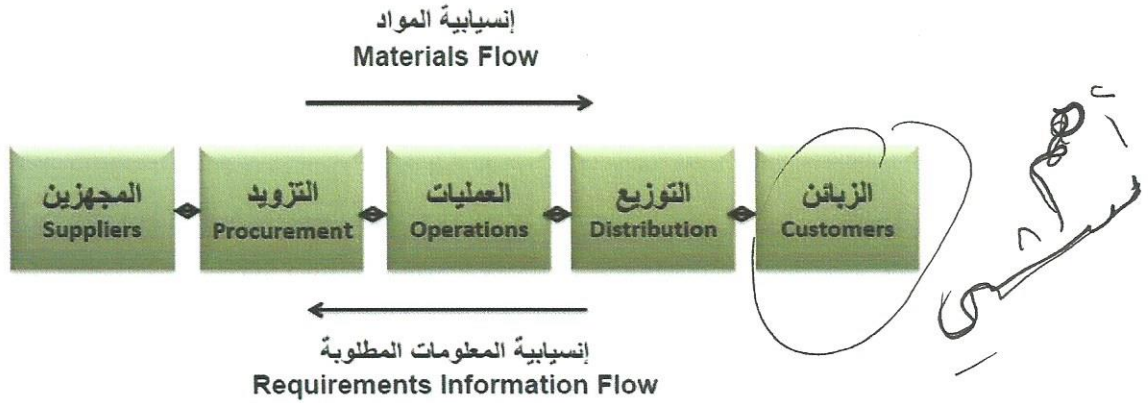 إنسيابية المواد
Materials Flow
المجهزين
Suppliers
التزويد
Procurement
العمليات
Operations
التوزيع
Distribution
الزبائن
Customers
إنسيابية المعلومات المطلوبة
Requirements Information Flow